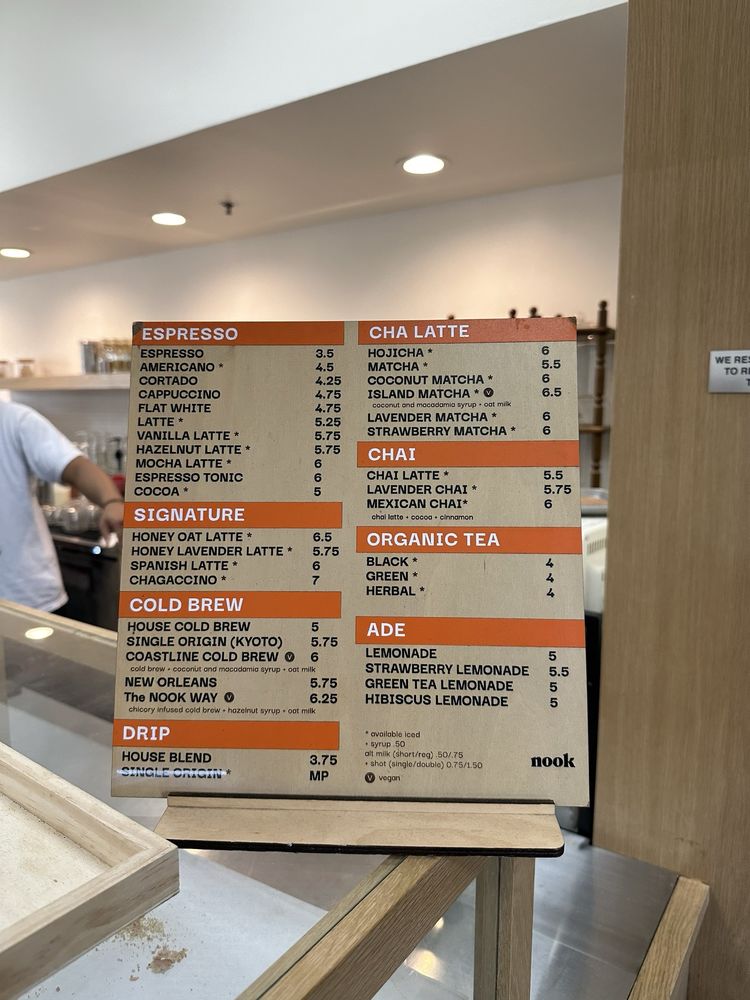 ESPRESSO
ESPRESSO 3.5
AMERICANO * 4.5
CORTADO 4.25
CAPPUCCINO 4.75
FLAT WHITE 4.75
LATTE * 5.25
VANILLA LATTE * 5.75
HAZELNUT LATTE * 5.75
MOCHA LATTE * 6
ESPRESSO TONIC 6
COCOA * 5
SIGNATURE
HONEY OAT LATTE * 6.5
HONEY LAVENDER LATTE * 5.75
SPANISH LATTE * 6
CHAGACCINO * 7
COLD BREW
HOUSE COLD BREW 5
SINGLE ORIGIN (KYOTO) 5.75
COASTLINE COLD BREW V 6
cold brew + coconut and macadamia syrup + oat milk
NEW ORLEANS 5.75
The NOOK WAY V 6.25
chicory infused cold brew + hazelnut syrup + oat milk
DRIP
HOUSE BLEND 3.75
SINGLE ORIGIN * MP
CHA LATTE
HOJICHA * 6
MATCHA * 5.5
COCONUT MATCHA * 6
ISLAND MATCHA * V 6.5
coconut and macadamia syrup + oat milk
LAVENDER MATCHA * 6
STRAWBERRY MATCHA * 6
CHAI
CHAI LATTE * 5.5
LAVENDER CHAI * 5.75
MEXICAN CHAI* 6
chai latte + cocoa + cinnamon
ORGANIC TEA
BLACK * 4
GREEN * 4
HERBAL * 4
ADE
LEMONADE 5
STRAWBERRY LEMONADE 5.5
GREEN TEA LEMONADE 5
HIBISCUS LEMONADE 5
* available iced
+ syrup .50
alt milk (short/reg) .50/.75
+ shot (single/double) 0.75/1.50
V vegan
nook
WE RES
TO R
T